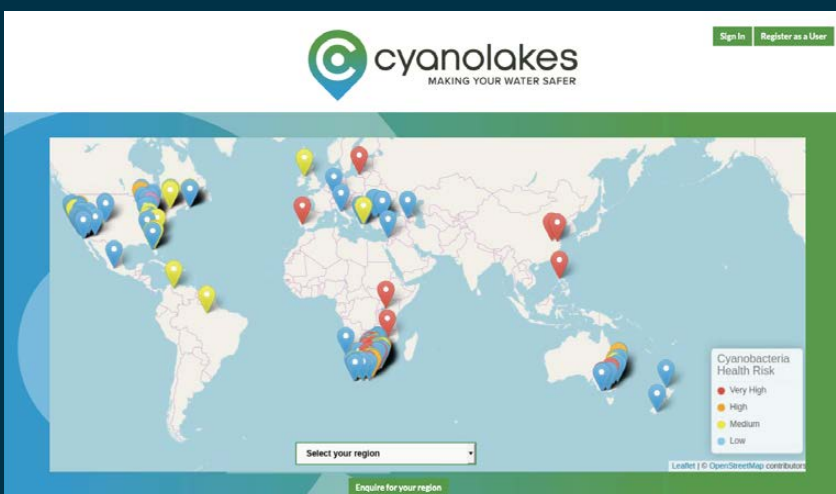 cyanolakes
MAKING YOUR WATER SAFER
Sign In
Register as a User
Cyanobacteria
Health Risk
Very High
High
Medium
Low
Select your region
Leaflet | © OpenStreetMap contributors
Enquire for your region